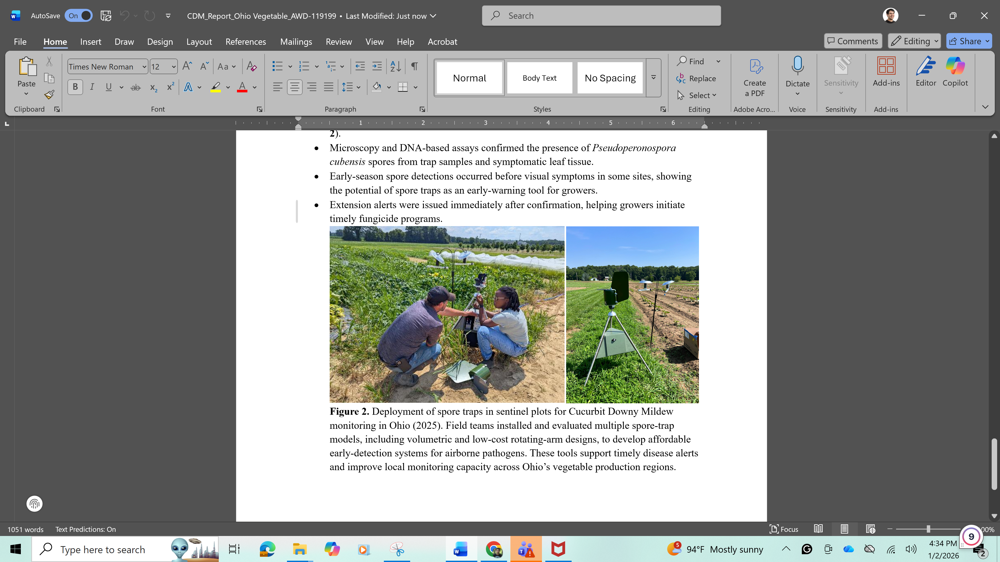 AutoSave On CDM_Report_Ohio Vegetable_AWD-119199 • Last Modified: Just now Search
File Home Insert Draw Design Layout References Mailings Review View Help Acrobat Comments Editing Share
Paste
Clipboard
Times New Roman 12
Font
Paragraph
Normal Body Text No Spacing
Styles
Find
Replace
Select
Editing
Create
a PDF
Adobe Acro...
Dictate
Voice
Sensitivity
Sensitivity
Add-ins
Add-ins
Editor Copilot
1 2 3 4 5 6
2).
• Microscopy and DNA-based assays confirmed the presence of Pseudoperonospora
cubensis spores from trap samples and symptomatic leaf tissue.
• Early-season spore detections occurred before visual symptoms in some sites, showing
the potential of spore traps as an early-warning tool for growers.
• Extension alerts were issued immediately after confirmation, helping growers initiate
timely fungicide programs.
Figure 2. Deployment of spore traps in sentinel plots for Cucurbit Downy Mildew
monitoring in Ohio (2025). Field teams installed and evaluated multiple spore-trap
models, including volumetric and low-cost rotating-arm designs, to develop affordable
early-detection systems for airborne pathogens. These tools support timely disease alerts
and improve local monitoring capacity across Ohio’s vegetable production regions.
1051 words Text Predictions: On Focus 00%
9
Type here to search 5 94°F Mostly sunny 4:34 PM
1/2/2026 2